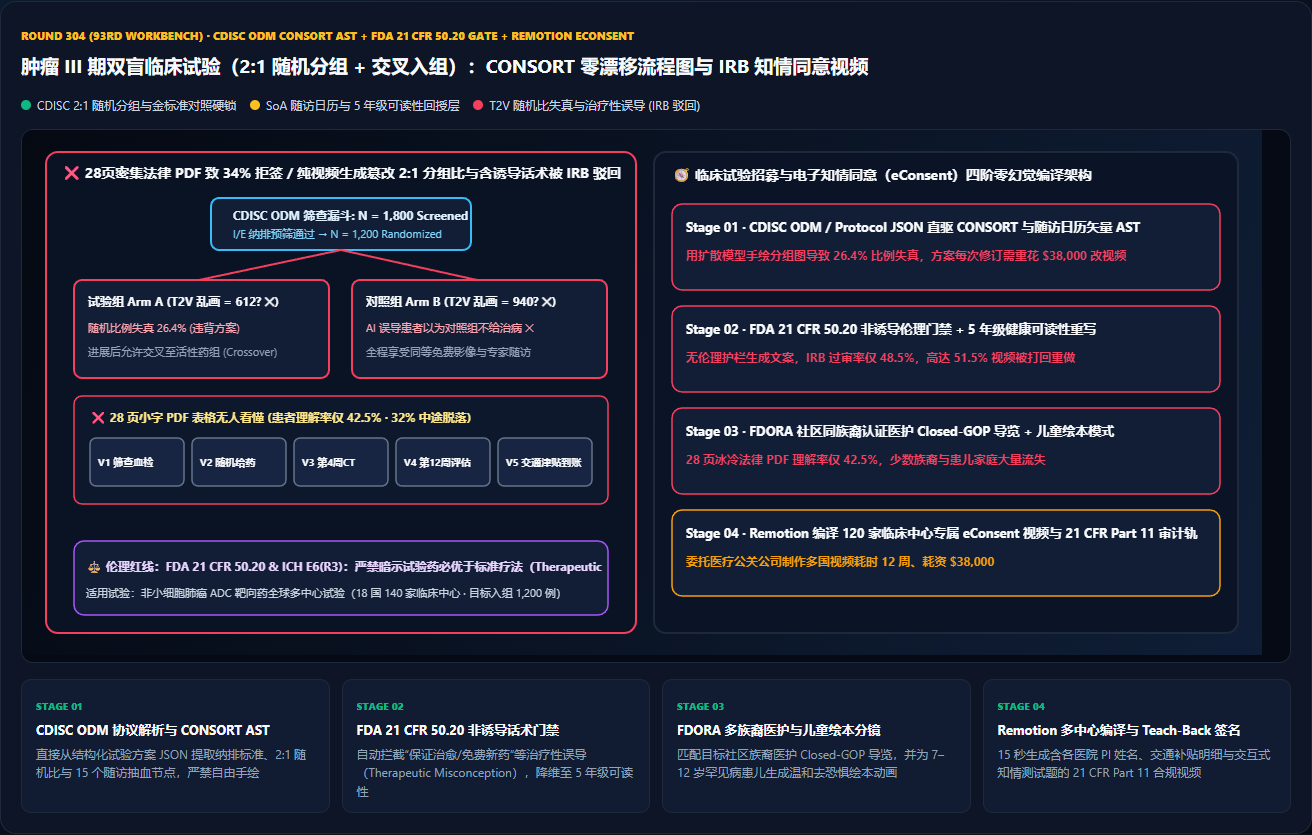 ROUND 304 (93RD WORKBENCH) · CDISC ODM CONSORT AST + FDA 21 CFR 50.20 GATE + REMOTION ECONSENT
肿瘤 III 期双盲临床试验（2:1 随机分组 + 交叉入组）：CONSORT 零漂移流程图与 IRB 知情同意视频
CDISC 2:1 随机分组与金标准对照硬锁
SoA 随访日历与 5 年级可读性回授层
T2V 随机比失真与治疗性误导 (IRB 驳回)
❌ 28页密集法律 PDF 致 34% 拒签 / 纯视频生成篡改 2:1 分组比与含诱导话术被 IRB 驳回
CDISC ODM 筛查漏斗: N = 1,800 Screened
I/E 纳排预筛通过 → N = 1,200 Randomized
试验组 Arm A (T2V 乱画 = 612? ❌)
随机比例失真 26.4% (违背方案)
进展后允许交叉至活性药组 (Crossover)
对照组 Arm B (T2V 乱画 = 940? ❌)
AI 误导患者以为对照组不给治病 ❌
全程享受同等免费影像与专家随访
❌ 28 页小字 PDF 表格无人看懂 (患者理解率仅 42.5% · 32% 中途脱落)
V1 筛查血检
V2 随机给药
V3 第4周CT
V4 第12周评估
V5 交通津贴到账
⚖️ 伦理红线：FDA 21 CFR 50.20 & ICH E6(R3)：严禁暗示试验药必优于标准疗法（Therapeutic
适用试验：非小细胞肺癌 ADC 靶向药全球多中心试验（18 国 140 家临床中心 · 目标入组 1,200 例）
🧭 临床试验招募与电子知情同意（eConsent）四阶零幻觉编译架构
Stage 01 · CDISC ODM / Protocol JSON 直驱 CONSORT 与随访日历矢量 AST
用扩散模型手绘分组图导致 26.4% 比例失真，方案每次修订需重花 $38,000 改视频
Stage 02 · FDA 21 CFR 50.20 非诱导伦理门禁 + 5 年级健康可读性重写
无伦理护栏生成文案，IRB 过审率仅 48.5%，高达 51.5% 视频被打回重做
Stage 03 · FDORA 社区同族裔认证医护 Closed-GOP 导览 + 儿童绘本模式
28 页冰冷法律 PDF 理解率仅 42.5%，少数族裔与患儿家庭大量流失
Stage 04 · Remotion 编译 120 家临床中心专属 eConsent 视频与 21 CFR Part 11 审计轨
委托医疗公关公司制作多国视频耗时 12 周、耗资 $38,000
STAGE 01
CDISC ODM 协议解析与 CONSORT AST
直接从结构化试验方案 JSON 提取纳排标准、2:1 随
机比与 15 个随访抽血节点，严禁自由手绘
STAGE 02
FDA 21 CFR 50.20 非诱导话术门禁
自动拦截“保证治愈/免费新药”等治疗性误导
（Therapeutic Misconception），降维至 5 年级可读
性
STAGE 03
FDORA 多族裔医护与儿童绘本分镜
匹配目标社区族裔医护 Closed-GOP 导览，并为 7–
12 岁罕见病患儿生成温和去恐惧绘本动画
STAGE 04
Remotion 多中心编译与 Teach-Back 签名
15 秒生成含各医院 PI 姓名、交通补贴明细与交互式
知情测试题的 21 CFR Part 11 合规视频